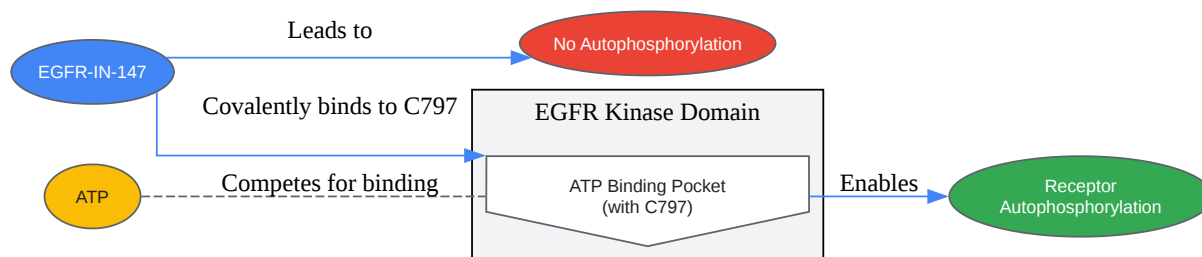 Leads to
No Autophosphorylation
EGFR-IN-147
Covalently binds to C797
EGFR Kinase Domain
ATP
Competes for binding
ATP Binding Pocket
(with C797)
Enables
Receptor
Autophosphorylation